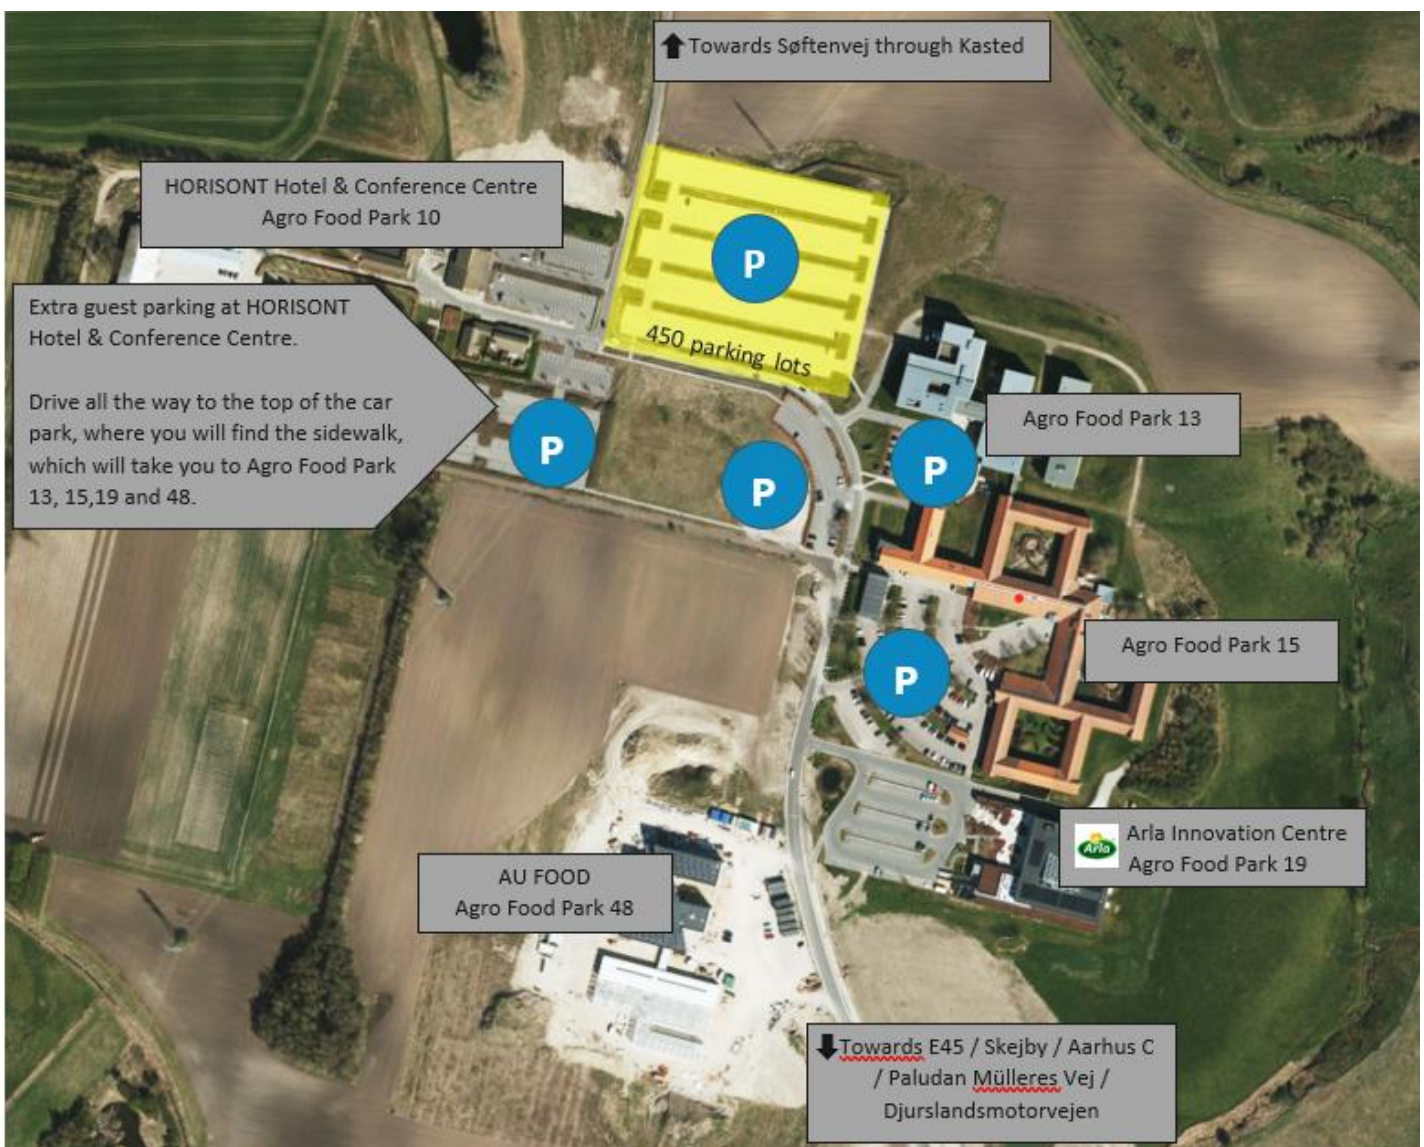 Towards Søftenvej through Kasted
HORISONT Hotel & Conference Centre
Agro Food Park 10
P
450 parking lots
Extra guest parking at HORISONT
Hotel & Conference Centre.
Drive all the way to the top of the car
park, where you will find the sidewalk,
which will take you to Agro Food Park
13, 15,19 and 48.
P
P
P
Agro Food Park 13
P
Agro Food Park 15
Arla
Arla Innovation Centre
Agro Food Park 19
AU FOOD
Agro Food Park 48
Towards E45 / Skejby / Aarhus C
/ Paludan Mülleres Vej /
Djurslandsmotorvejen